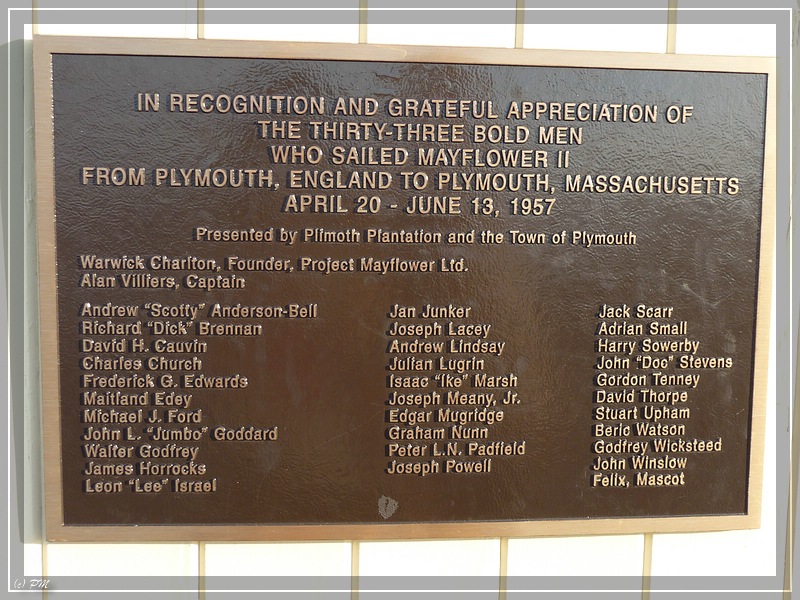 IN RECOGNITION AND GRATEFUL APPRECIATION OF
THE THIRTY-THREE BOLD MEN
WHO SAILED MAYFLOWER II
FROM PLYMOUTH, ENGLAND TO PLYMOUTH, MASSACHUSETTS
APRIL 20 - JUNE 13, 1957
Presented by Plimoth Plantation and the Town of Plymouth
Warwick Charlton, Founder, Project Mayflower Ltd.
Alan Villiers, Captain
Andrew "Scotty" Anderson-Bell
Richard "Dick" Brennan
David H. Cauvin
Charles Church
Frederick G. Edwards
Maitland Edey
Michael J. Ford
John L. "Jumbo" Goddard
Walter Godfrey
James Horrocks
Leon "Lee" Israel
Jan Junker
Joseph Lacey
Andrew Lindsay
Julian Lugrin
Isaac "Ike" Marsh
Joseph Meany, Jr.
Edgar Mugridge
Graham Nunn
Peter L.N. Padfield
Joseph Powell
Jack Scarr
Adrian Small
Harry Sowerby
John "Doc" Stevens
Gordon Tenney
David Thorpe
Stuart Upham
Beric Watson
Godfrey Wicksteed
John Winslow
Felix, Mascot
(c) PM